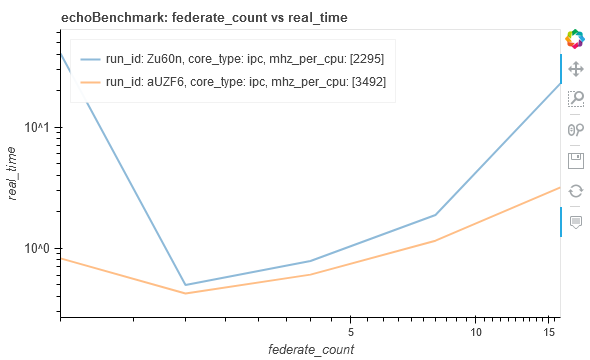 echoBenchmark: federate_count vs real_time
run_id: Zu60n, core_type: ipc, mhz_per_cpu: [2295]
run_id: aUZF6, core_type: ipc, mhz_per_cpu: [3492]
10^1
10^0
real_time
5
10
15
federate_count